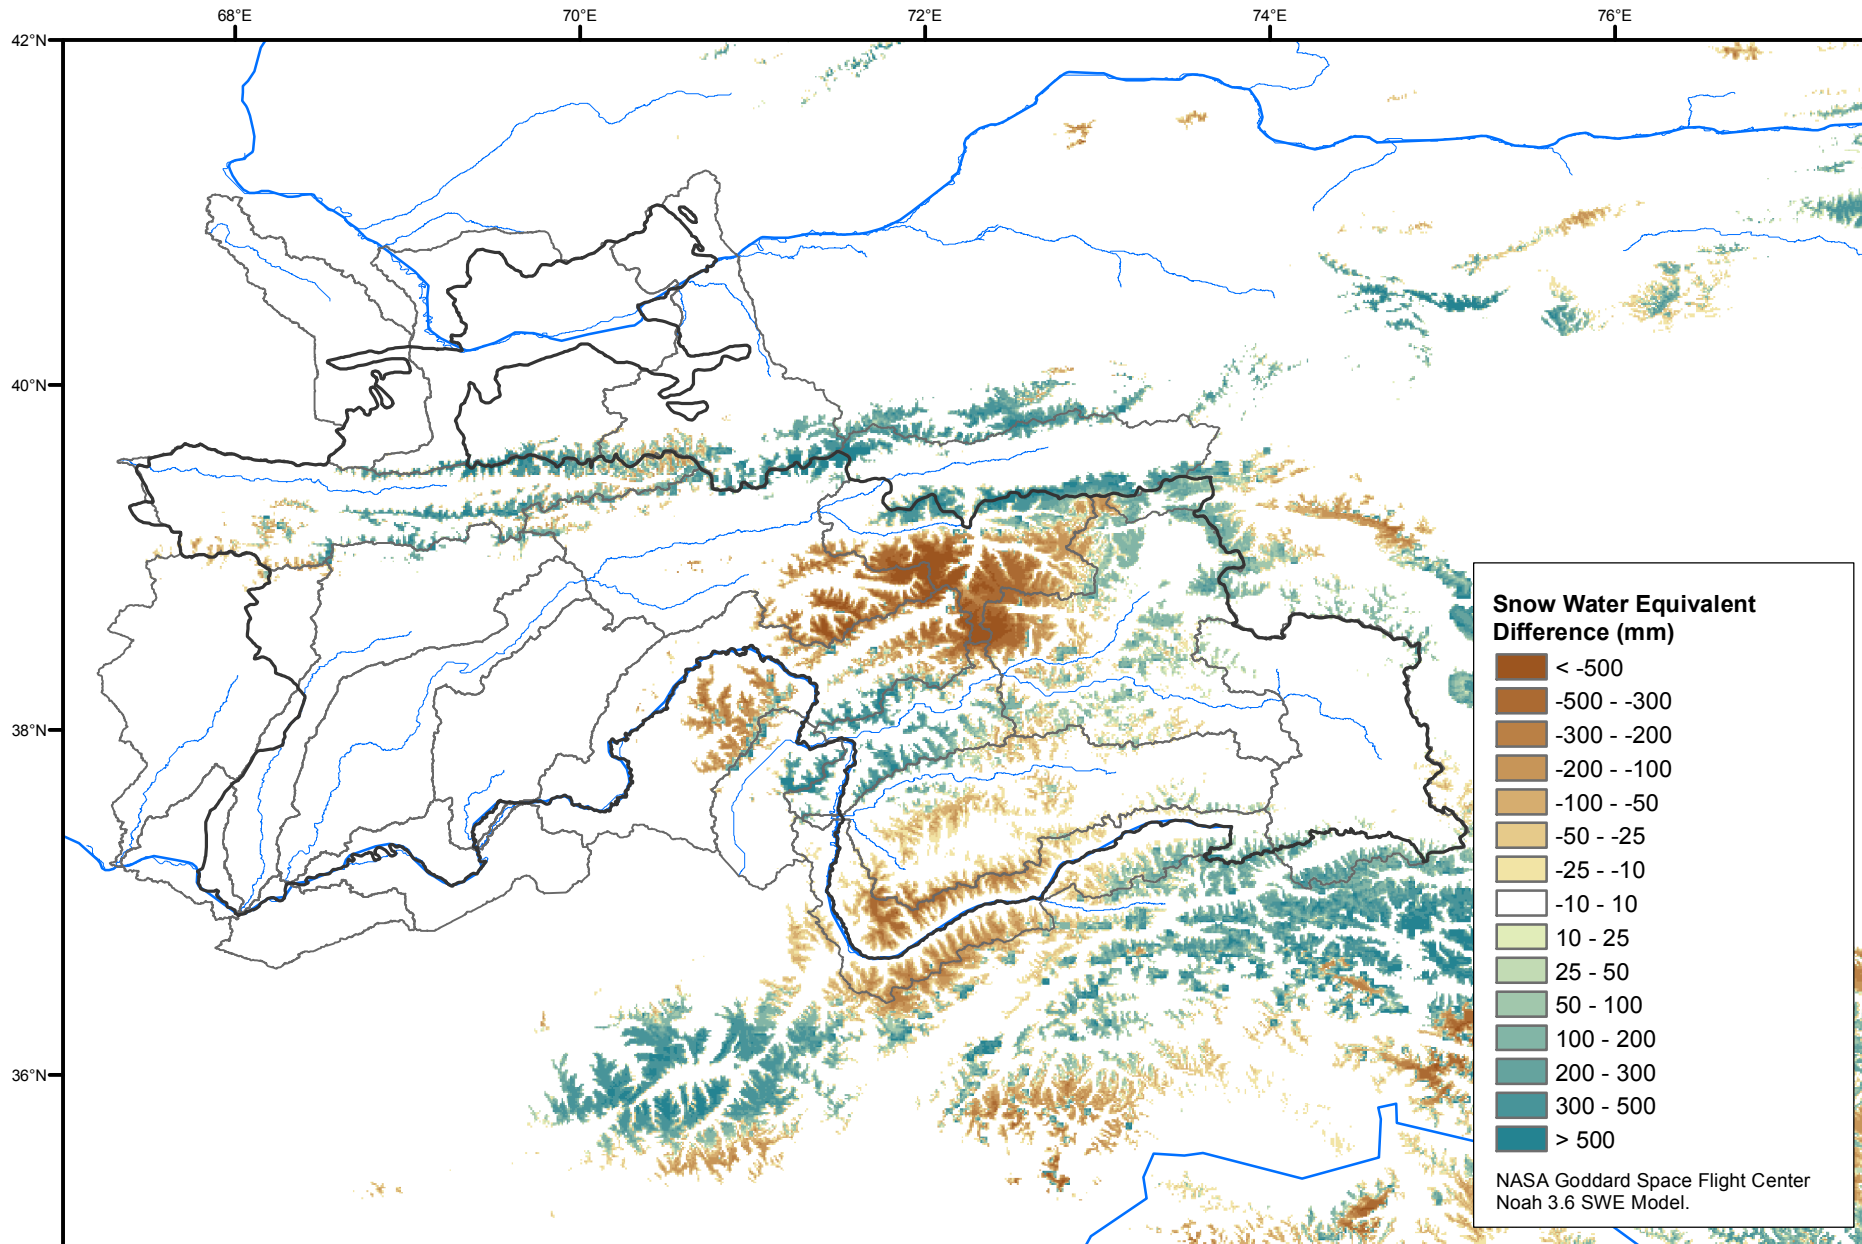 68°E
70°E
72°E
74°E
76°E
42°N
40°N
38°N
36°N
Snow Water Equivalent
Difference (mm)
< -500
-500 - -300
-300 - -200
-200 - -100
-100 - -50
-50 - -25
-25 - -10
-10 - 10
10 - 25
25 - 50
50 - 100
100 - 200
200 - 300
300 - 500
> 500
NASA Goddard Space Flight Center
Noah 3.6 SWE Model.